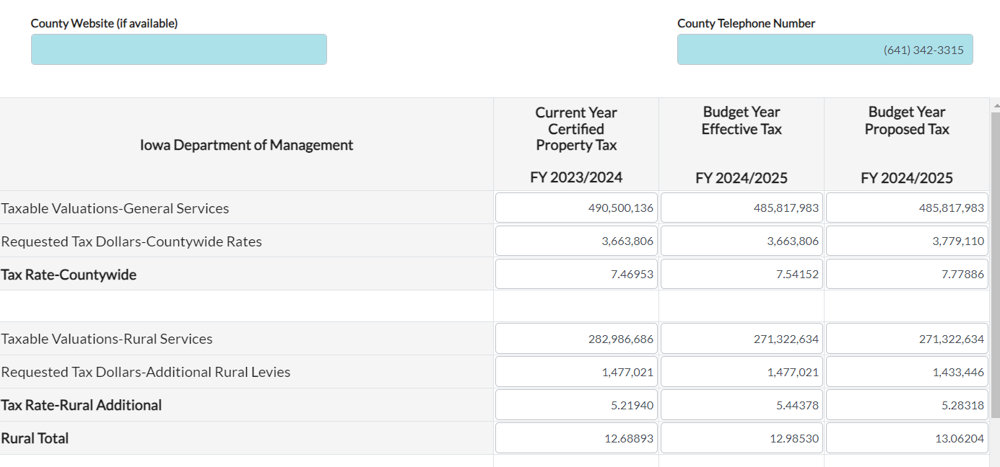 County Website (if available)
County Telephone Number
(641) 342-3315
Iowa Department of Management
Current Year
Certified
Property Tax
FY 2023/2024
Budget Year
Effective Tax
FY 2024/2025
Budget Year
Proposed Tax
FY 2024/2025
Taxable Valuations-General Services 490,500,136 485,817,983 485,817,983
Requested Tax Dollars-Countywide Rates 3,663,806 3,663,806 3,779,110
Tax Rate-Countywide 7.46953 7.54152 7.77886
Taxable Valuations-Rural Services 282,986,686 271,322,634 271,322,634
Requested Tax Dollars-Additional Rural Levies 1,477,021 1,477,021 1,433,446
Tax Rate-Rural Additional 5.21940 5.44378 5.28318
Rural Total 12.68893 12.98530 13.06204